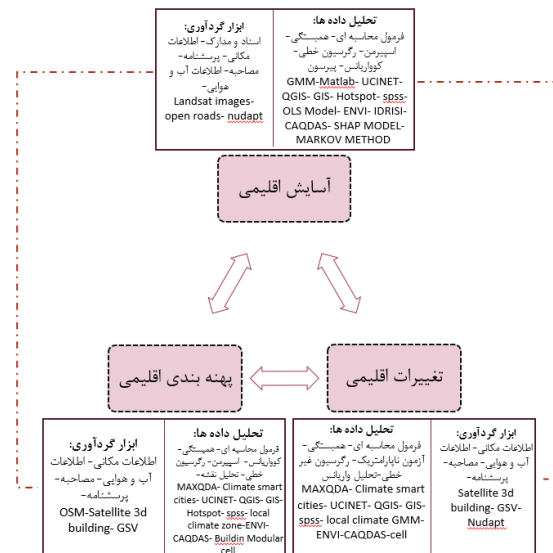 ابزار گردآوری:
اسناد و مدارک- اطلاعات
مکانی- پرسشنامه-
مصاحبه- اطلاعات آب و
هوایی-
Landsat images-
open roads- nudapt
تحلیل داده ها:
فرمول محاسبه ای- همبستگی-
اسپیرمن- رگرسیون خطی-
کوواریانس- پیرسون
GMM-Matlab- UCINET-
QGIS- GIS- Hotspot- spss-
OLS Model- ENVI- IDRISI-
CAQDAS- SHAP MODEL-
MARKOV METHOD
آسایش اقلیمی
پهنه بندی اقلیمی
تغییرات اقلیمی
ابزار گردآوری:
اطلاعات مکانی- اطلاعات
آب و هوایی- مصاحبه-
پرسشنامه-
OSM-Satellite 3d
building- GSV
تحلیل داده ها:
فرمول محاسبه ای- همبستگی-
کوواریانس- اسپیرمن- رگرسیون
خطی- تحلیل نقشه-
MAXQDA- Climate smart
cities- UCINET- QGIS- GIS-
Hotspot- spss- local
climate zone-ENVI-
CAQDAS- Buildin Modular
cell
تحلیل داده ها:
فرمول محاسبه ای- همبستگی-
آزمون ناپارامتریک- رگرسیون غیر
خطی- تحلیل واریانس
MAXQDA- Climate smart
cities- UCINET- QGIS- GIS-
spss- local climate GMM-
ENVI-CAQDAS-cell
ابزار گردآوری:
اطلاعات مکانی- اطلاعات
آب و هوایی- مصاحبه-
پرسشنامه-
Satellite 3d
building- GSV-
Nudapt